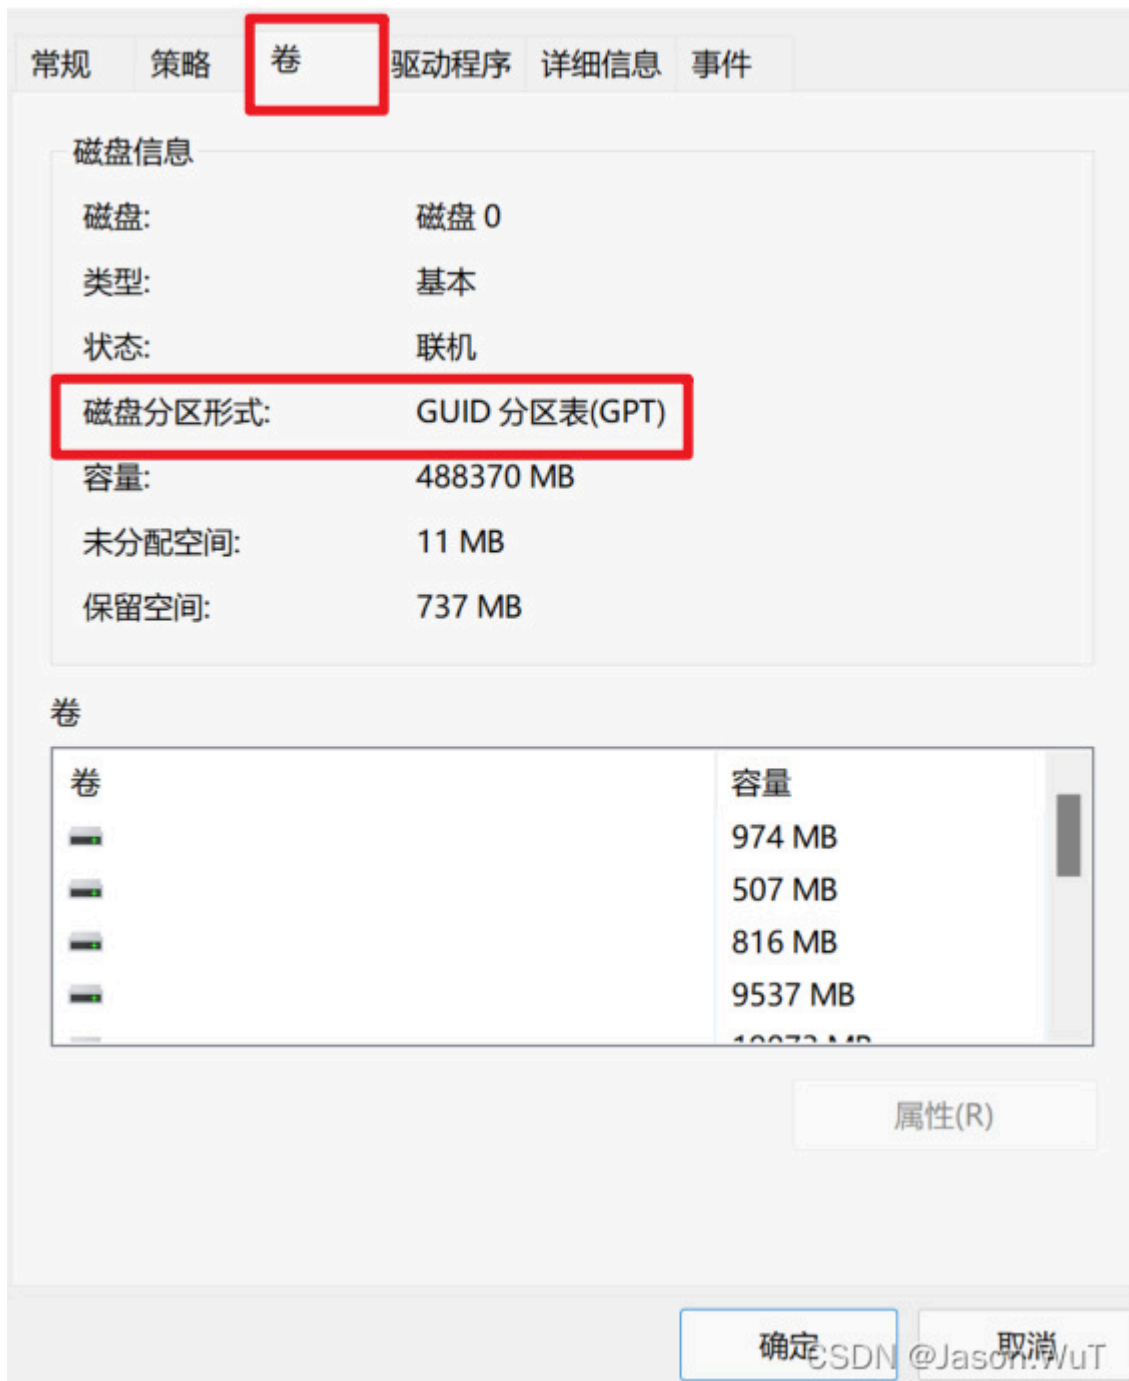 常规 策略 卷 驱动程序 详细信息 事件
磁盘信息
磁盘: 磁盘 0
类型: 基本
状态: 联机
磁盘分区形式: GUID 分区表(GPT)
容量: 488370 MB
未分配空间: 11 MB
保留空间: 737 MB
卷
卷 容量
974 MB
507 MB
816 MB
9537 MB
属性(R)
确定 取消
CSDN @Jason.WuT